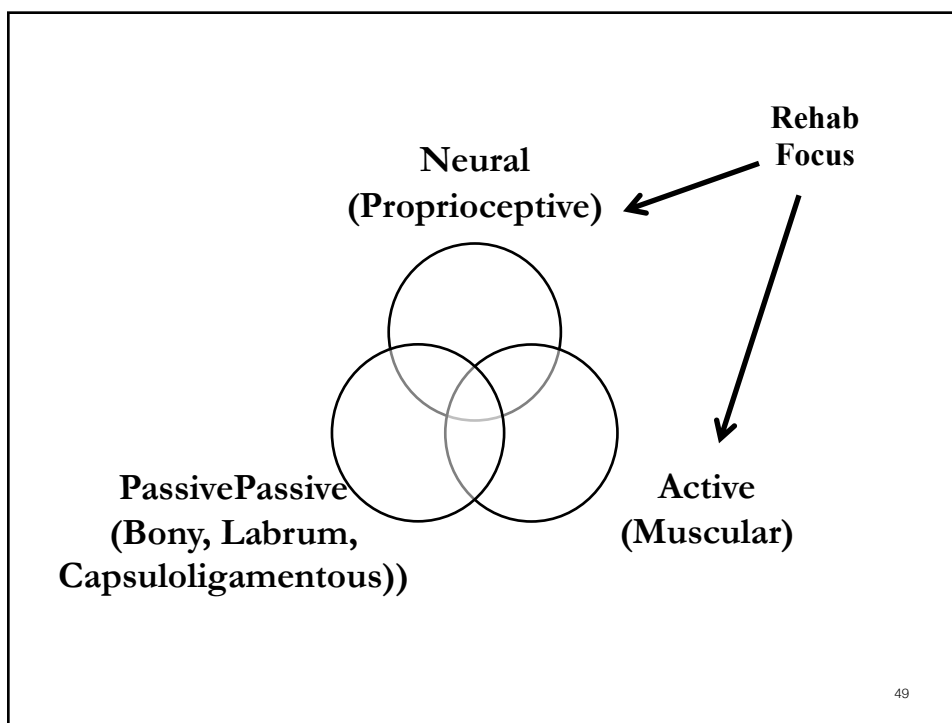 Rehab
Focus
Neural
(Proprioceptive)
PassivePassive
(Bony, Labrum,
Capsuloligamentous))
Active
(Muscular)
49